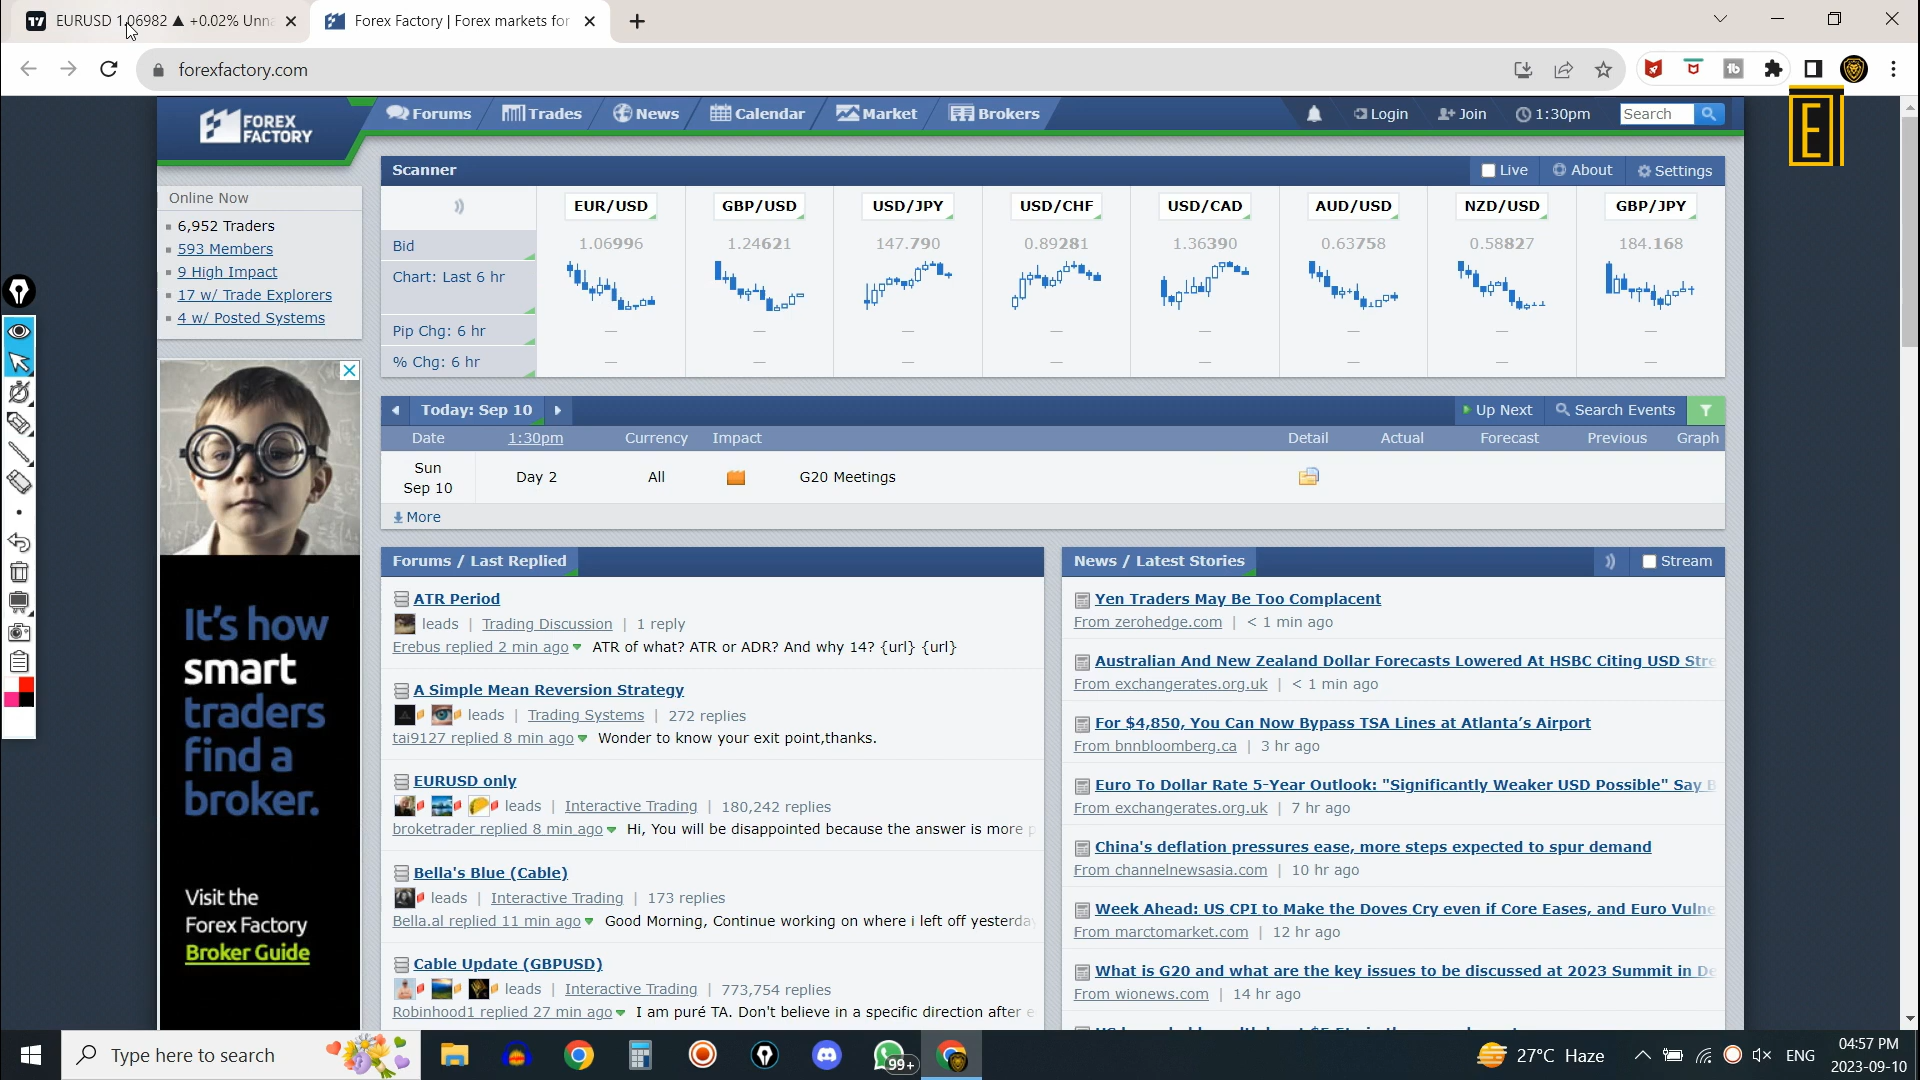 EURUSD 1.06982 ▲ +0.02% Unna
Forex Factory | Forex markets for
forexfactory.com
FOREX
FACTORY
Forums
Trades
News
Calendar
Market
Brokers
Login
Join
1:30pm
Search
E
Online Now
6,952 Traders
593 Members
9 High Impact
17 w/ Trade Explorers
4 w/ Posted Systems
Scanner
Live
About
Settings
EUR/USD GBP/USD USD/JPY USD/CHF USD/CAD AUD/USD NZD/USD GBP/JPY
Bid 1.06996 1.24621 147.790 0.89281 1.36390 0.63758 0.58827 184.168
Chart: Last 6 hr
Pip Chg: 6 hr — — — — — — — —
% Chg: 6 hr — — — — — — — —
Today: Sep 10
Up Next
Search Events
Date 1:30pm Currency Impact Detail Actual Forecast Previous Graph
Sun
Sep 10
Day 2 All G20 Meetings
More
It's how
smart
traders
find a
broker.
Visit the
Forex Factory
Broker Guide
Forums / Last Replied
ATR Period
leads | Trading Discussion | 1 reply
Erebus replied 2 min ago ATR of what? ATR or ADR? And why 14? {url} {url}
A Simple Mean Reversion Strategy
leads | Trading Systems | 272 replies
tai9127 replied 8 min ago Wonder to know your exit point,thanks.
EURUSD only
leads | Interactive Trading | 180,242 replies
broketrader replied 8 min ago Hi, You will be disappointed because the answer is more p
Bella's Blue (Cable)
leads | Interactive Trading | 173 replies
Bella.al replied 11 min ago Good Morning, Continue working on where i left off yesterda
Cable Update (GBPUSD)
leads | Interactive Trading | 773,754 replies
Robinhood1 replied 27 min ago I am puré TA. Don't believe in a specific direction after e
News / Latest Stories
Stream
Yen Traders May Be Too Complacent
From zerohedge.com | < 1 min ago
Australian And New Zealand Dollar Forecasts Lowered At HSBC Citing USD Stre
From exchangerates.org.uk | < 1 min ago
For $4,850, You Can Now Bypass TSA Lines at Atlanta's Airport
From bnnbloomberg.ca | 3 hr ago
Euro To Dollar Rate 5-Year Outlook: "Significantly Weaker USD Possible" Say B
From exchangerates.org.uk | 7 hr ago
China's deflation pressures ease, more steps expected to spur demand
From channelnewsasia.com | 10 hr ago
Week Ahead: US CPI to Make the Doves Cry even if Core Eases, and Euro Vulne
From marctomarket.com | 12 hr ago
What is G20 and what are the key issues to be discussed at 2023 Summit in De
From wionews.com | 14 hr ago
Type here to search
99+
27°C Haze
ENG
04:57 PM
2023-09-10